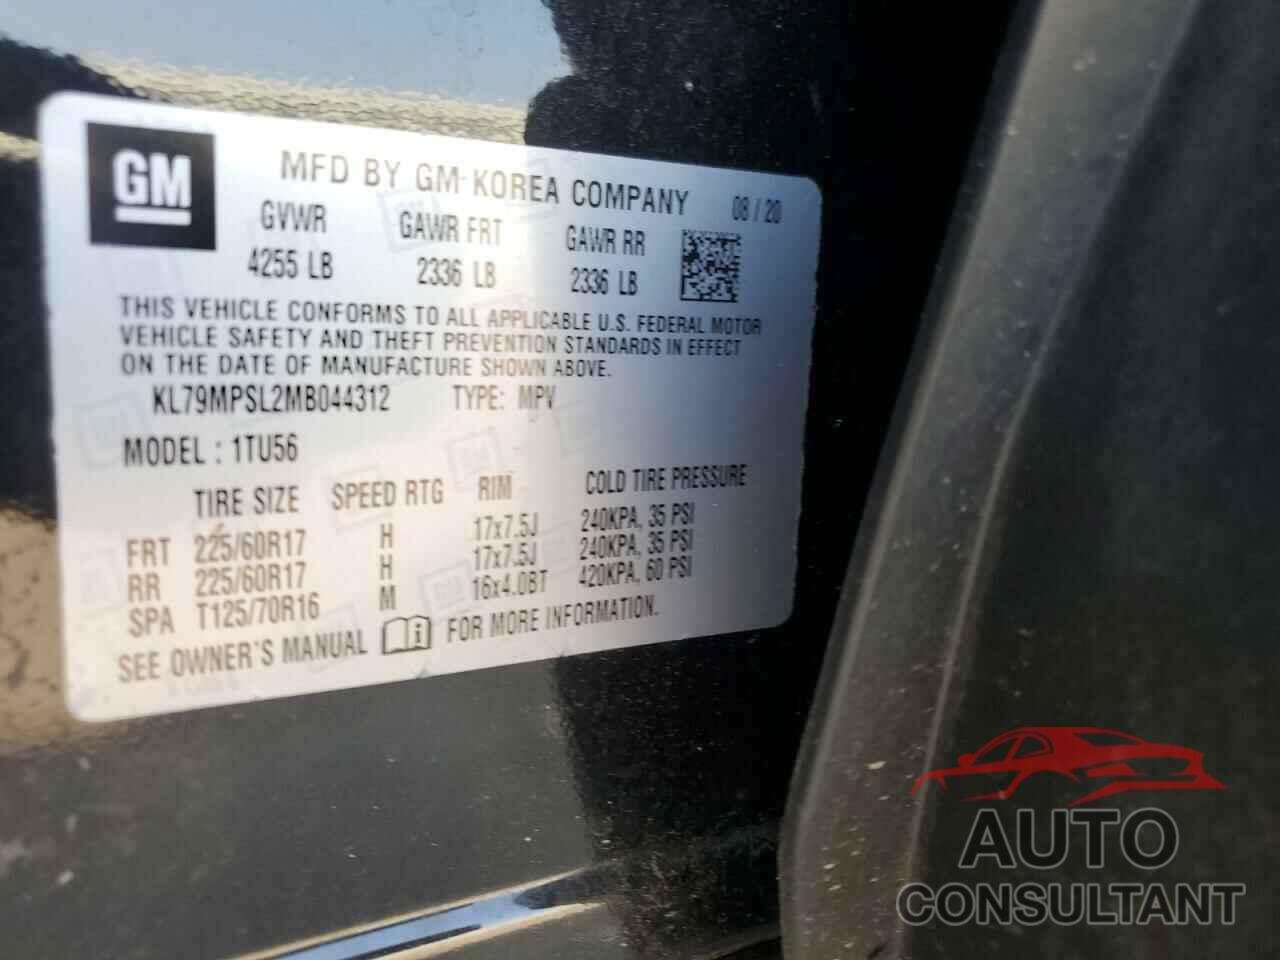 GM
MFD BY GM KOREA COMPANY 08 / 20
GVWR GAWR FRT GAWR RR
4255 LB 2336 LB 2336 LB
THIS VEHICLE CONFORMS TO ALL APPLICABLE U.S. FEDERAL MOTOR
VEHICLE SAFETY AND THEFT PREVENTION STANDARDS IN EFFECT
ON THE DATE OF MANUFACTURE SHOWN ABOVE.
KL79MPSL2MB044312 TYPE: MPV
MODEL : 1TU56
TIRE SIZE SPEED RTG RIM COLD TIRE PRESSURE
FRT 225/60R17 H 17x7.5J 240KPA, 35 PSI
RR 225/60R17 H 17x7.5J 240KPA, 35 PSI
SPA T125/70R16 M 16x4.0BT 420KPA, 60 PSI
SEE OWNER'S MANUAL FOR MORE INFORMATION.
AUTO
CONSULTANT